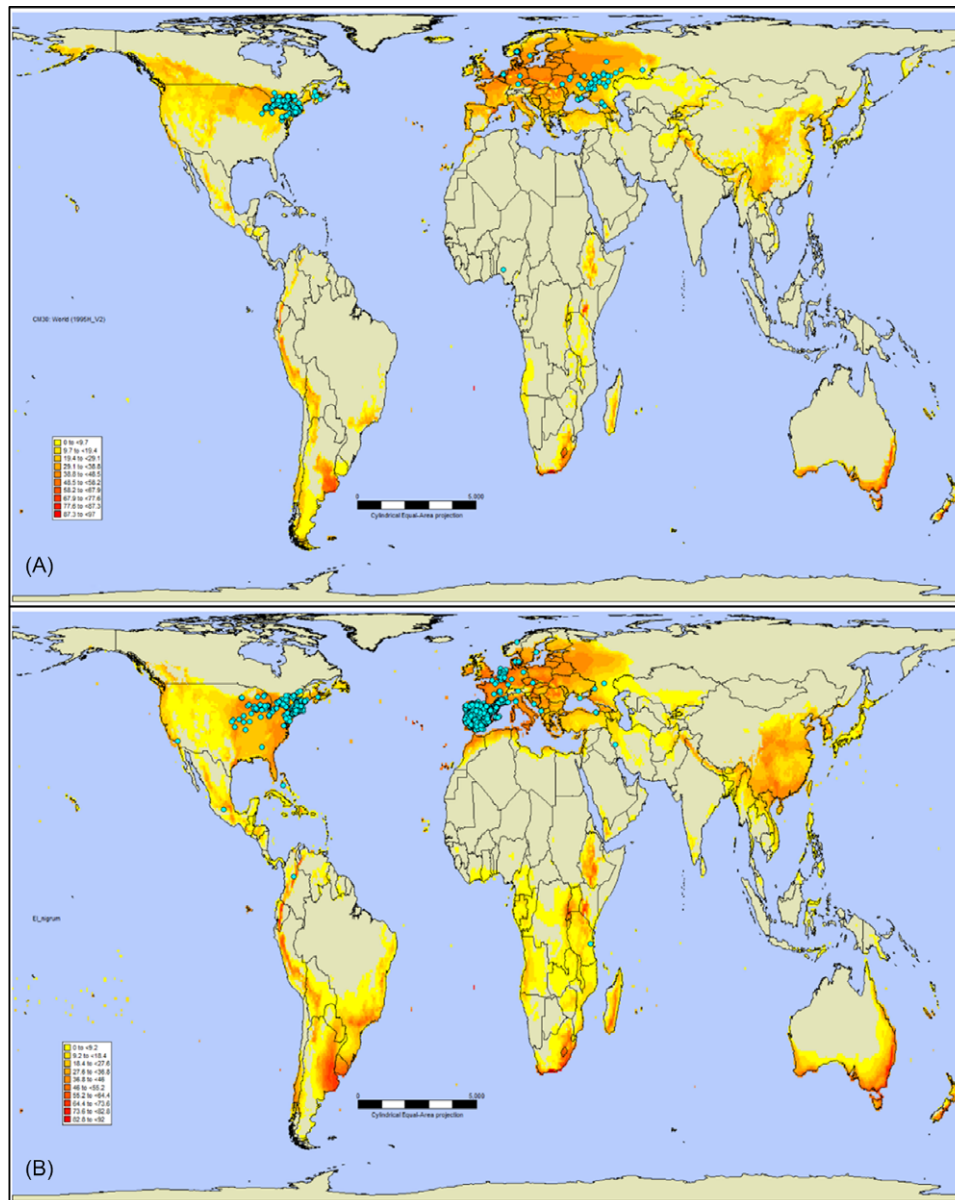 CM30: World (1995H_V2)
0 to <9.7
9.7 to <19.4
19.4 to <29.1
29.1 to <38.8
38.8 to <48.5
48.5 to <58.2
58.2 to <67.9
67.9 to <77.6
77.6 to <87.3
87.3 to <97
0
5,000
Cylindrical Equal-Area projection
(A)
EI_nigrum
0 to <9.2
9.2 to <18.4
18.4 to <27.6
27.6 to <36.8
36.8 to <46
46 to <55.2
55.2 to <64.4
64.4 to <73.6
73.6 to <82.8
82.8 to <92
0
5,000
Cylindrical Equal-Area projection
(B)